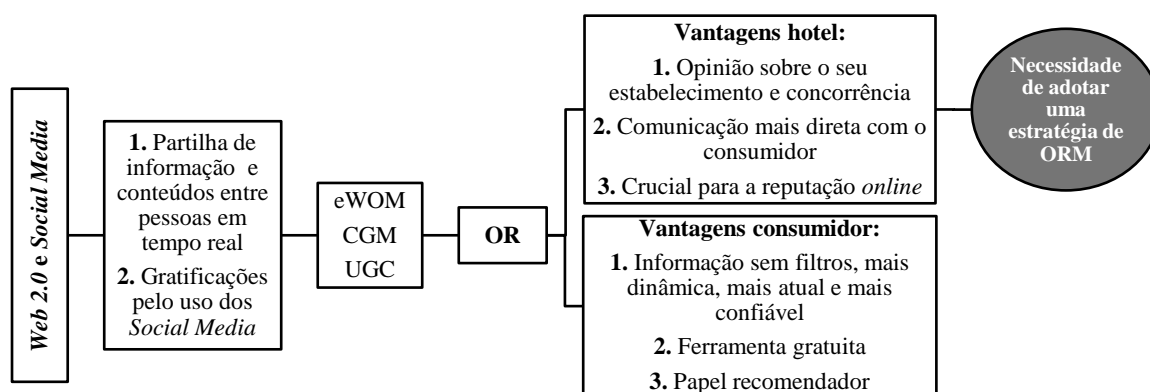 Web 2.0 e Social Media
1. Partilha de
informação e
conteúdos entre
pessoas em
tempo real
2. Gratificações
pelo uso dos
Social Media
eWOM
CGM
UGC
OR
Vantagens hotel:
1. Opinião sobre o seu
estabelecimento e concorrência
2. Comunicação mais direta com o
consumidor
3. Crucial para a reputação online
Vantagens consumidor:
1. Informação sem filtros, mais
dinâmica, mais atual e mais
confiável
2. Ferramenta gratuita
3. Papel recomendador
Necessidade
de adotar
uma
estratégia de
ORM